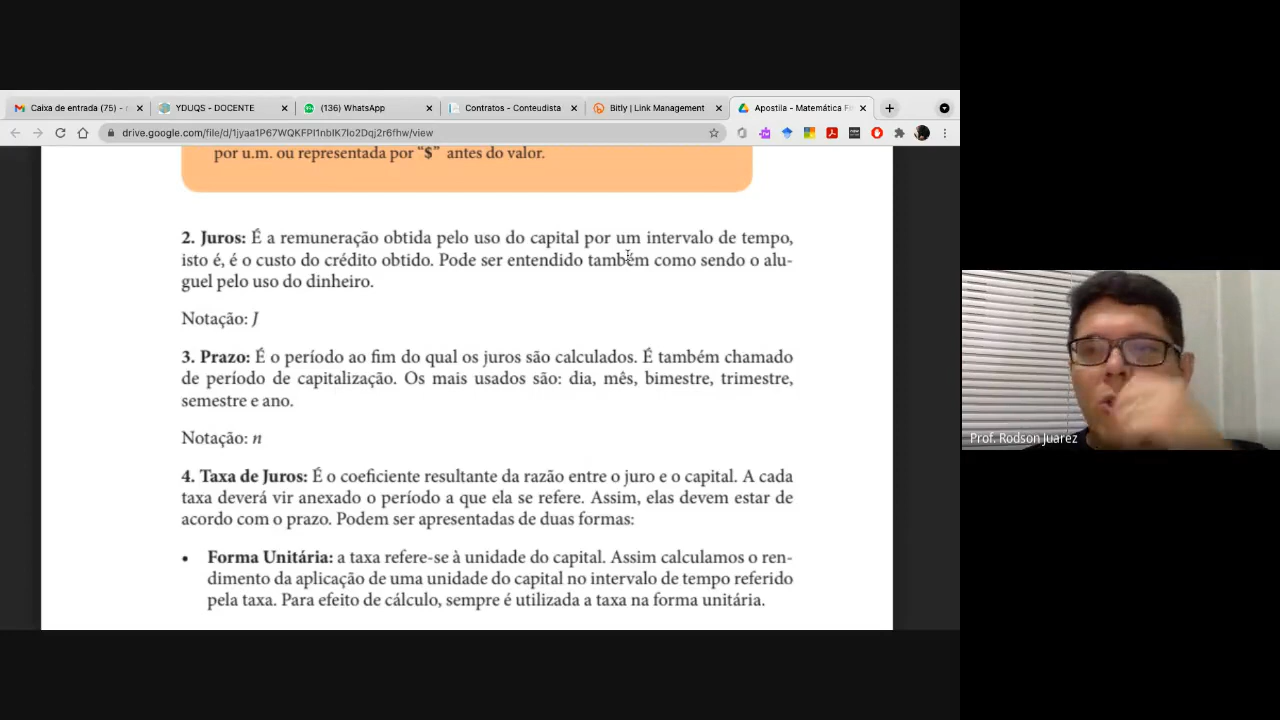 Caixa de entrada (75) -
YDUQS - DOCENTE
(136) WhatsApp
Contratos - Conteudista
Bitly | Link Management
Apostila - Matemática Fi
drive.google.com/file/d/1jyaa1P67WQKFPI1nblK7lo2Dqj2r6fhw/view
por u.m. ou representada por “$” antes do valor.
2. Juros: É a remuneração obtida pelo uso do capital por um intervalo de tempo,
isto é, é o custo do crédito obtido. Pode ser entendido também como sendo o alu-
guel pelo uso do dinheiro.
Notação: J
3. Prazo: É o período ao fim do qual os juros são calculados. É também chamado
de período de capitalização. Os mais usados são: dia, mês, bimestre, trimestre,
semestre e ano.
Notação: n
4. Taxa de Juros: É o coeficiente resultante da razão entre o juro e o capital. A cada
taxa deverá vir anexado o período a que ela se refere. Assim, elas devem estar de
acordo com o prazo. Podem ser apresentadas de duas formas:
• Forma Unitária: a taxa refere-se à unidade do capital. Assim calculamos o ren-
dimento da aplicação de uma unidade do capital no intervalo de tempo referido
pela taxa. Para efeito de cálculo, sempre é utilizada a taxa na forma unitária.
Prof. Rodson Juarez